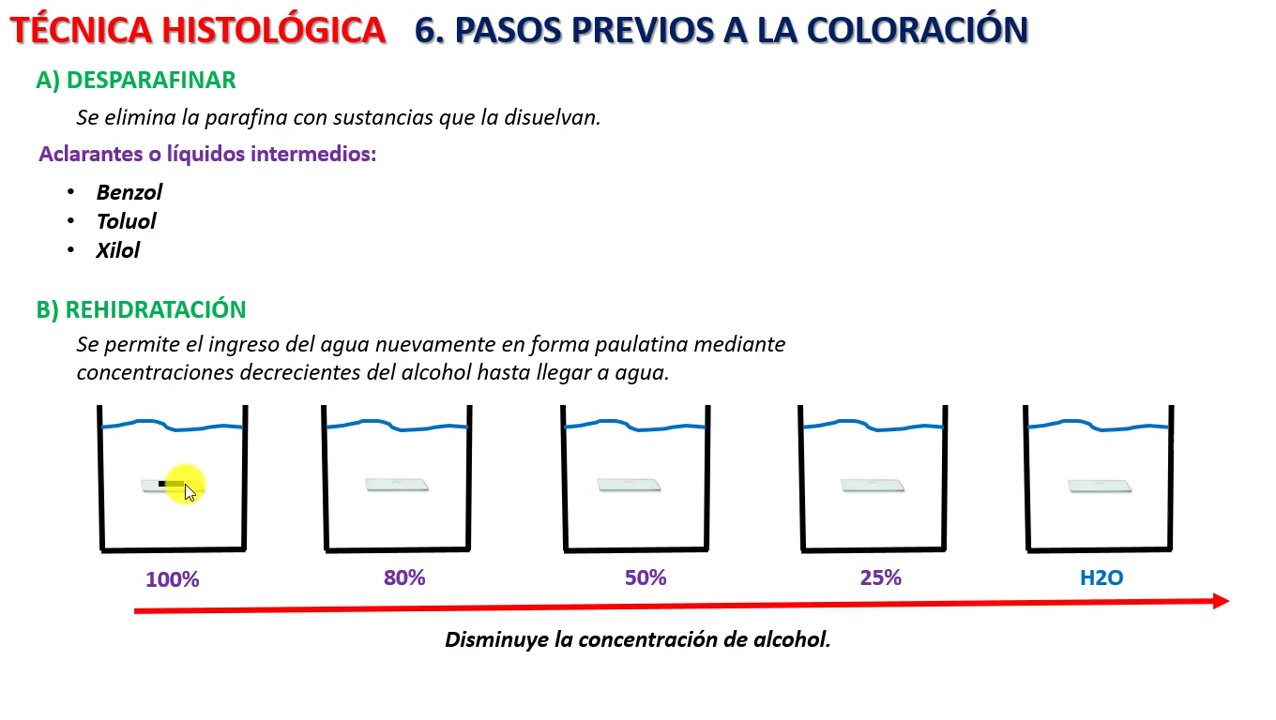 TÉCNICA HISTOLÓGICA 6. PASOS PREVIOS A LA COLORACIÓN
A) DESPARAFINAR
Se elimina la parafina con sustancias que la disuelvan.
Aclarantes o líquidos intermedios:
• Benzol
• Toluol
• Xilol
B) REHIDRATACIÓN
Se permite el ingreso del agua nuevamente en forma paulatina mediante
concentraciones decrecientes del alcohol hasta llegar a agua.
100% 80% 50% 25% H2O
Disminuye la concentración de alcohol.